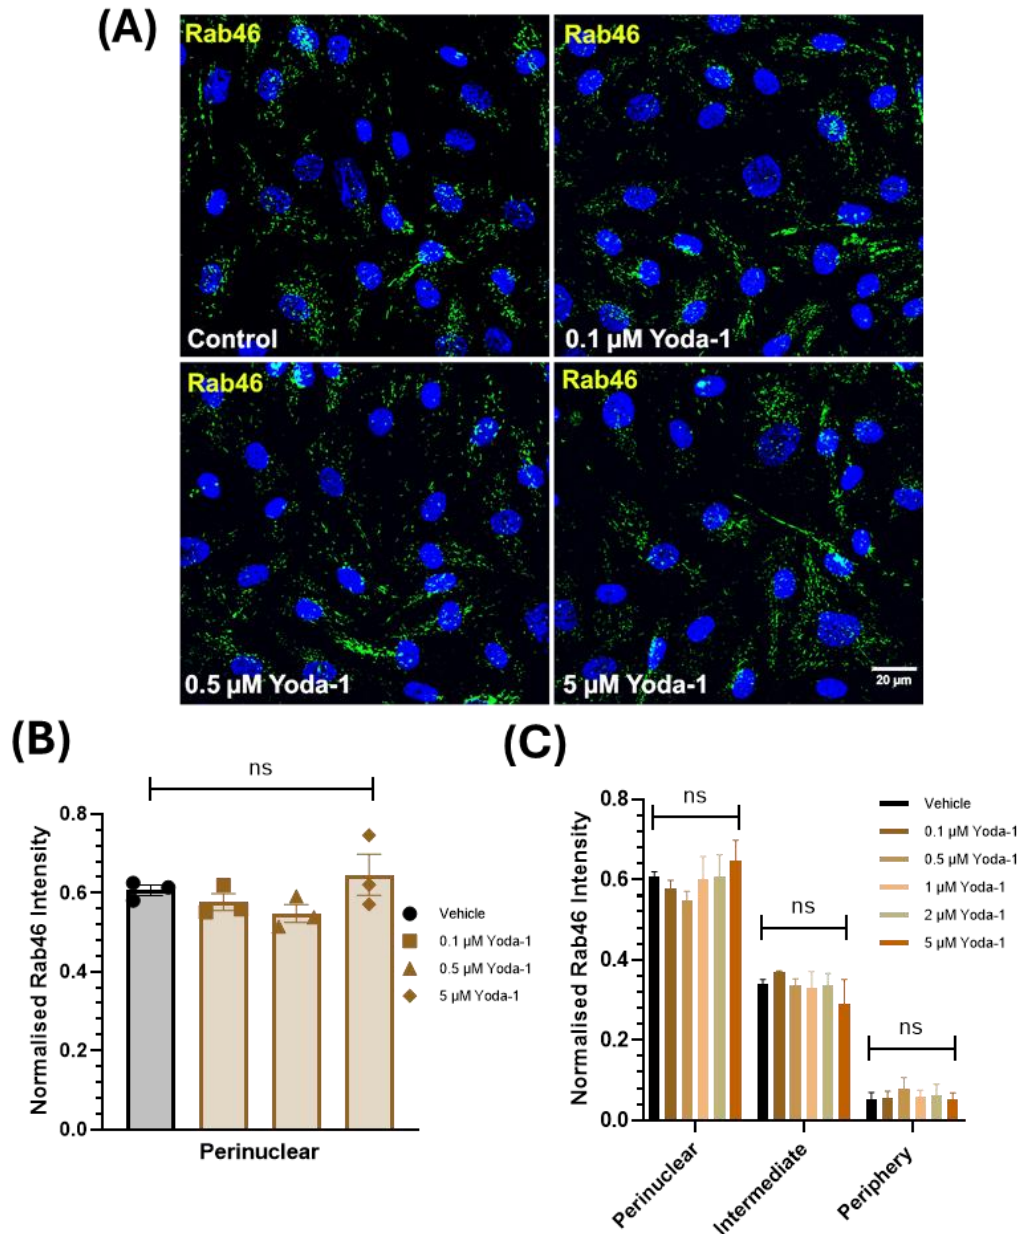 (A)
Rab46
Rab46
Control
0.1 µM Yoda-1
Rab46
Rab46
0.5 µM Yoda-1
5 µM Yoda-1
20 µm
(B)
ns
Normalised Rab46 Intensity
0.8
0.6
0.4
0.2
0.0
Perinuclear
Vehicle
0.1 µM Yoda-1
0.5 µM Yoda-1
5 µM Yoda-1
(C)
Normalised Rab46 Intensity
0.8
0.6
0.4
0.2
0.0
ns
ns
ns
Perinuclear
Intermediate
Periphery
Vehicle
0.1 µM Yoda-1
0.5 µM Yoda-1
1 µM Yoda-1
2 µM Yoda-1
5 µM Yoda-1